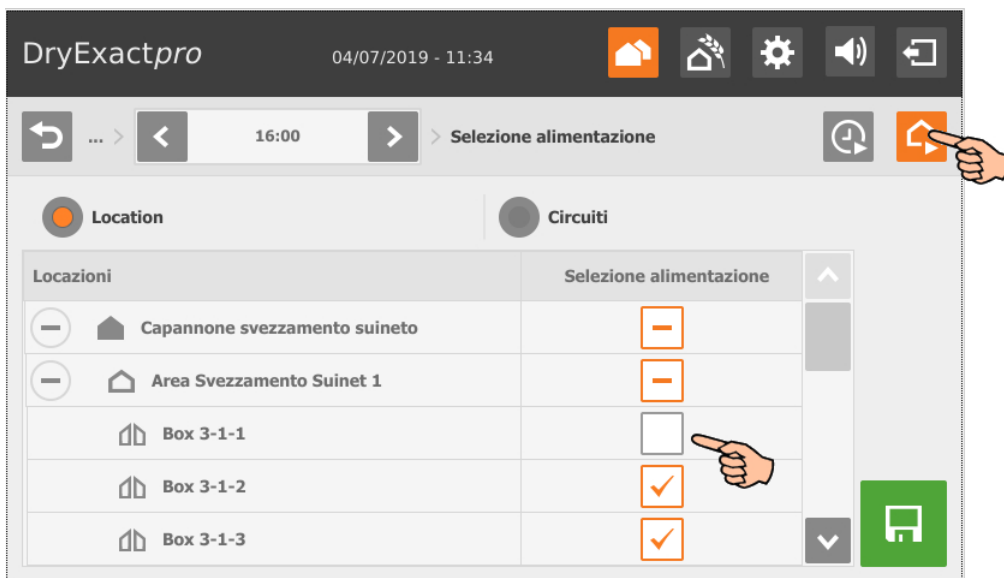 DryExactpro
04/07/2019 - 11:34
... >
16:00
> Selezione alimentazione
Location
Circuiti
Locazioni
Selezione alimentazione
Capannone svezzamento suineto
Area Svezzamento Suinet 1
Box 3-1-1
Box 3-1-2
Box 3-1-3